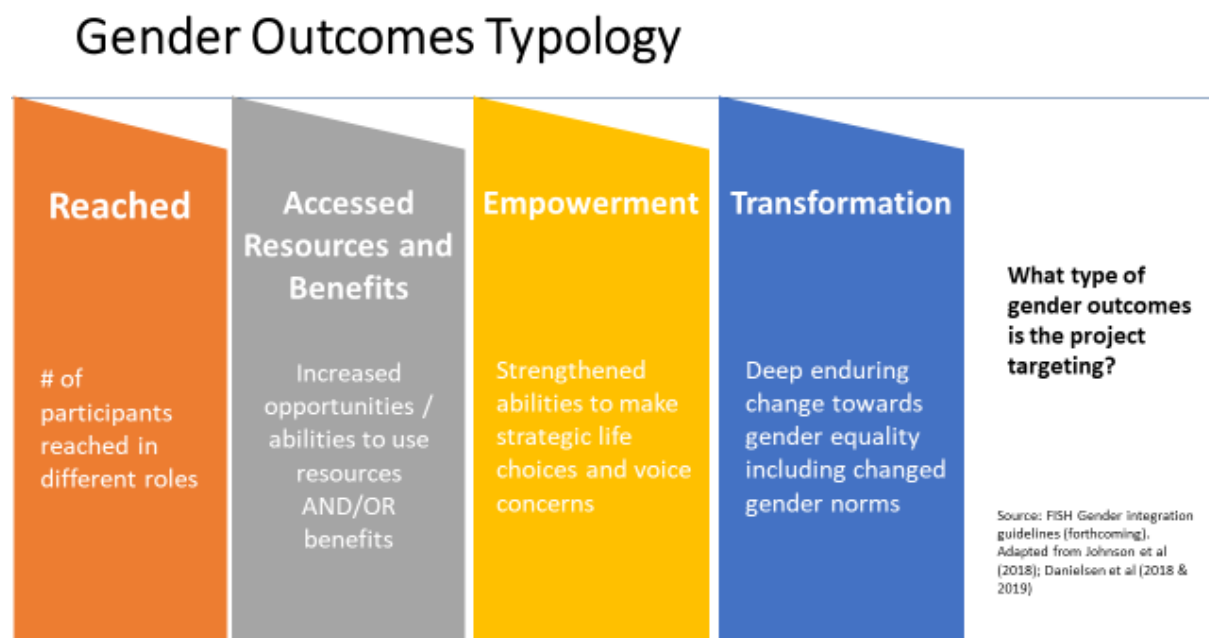 Gender Outcomes Typology
Reached
# of
participants
reached in
different roles
Accessed
Resources and
Benefits
Increased
opportunities /
abilities to use
resources
AND/OR
benefits
Empowerment
Strengthened
abilities to make
strategic life
choices and voice
concerns
Transformation
Deep enduring
change towards
gender equality
including changed
gender norms
What type of
gender outcomes
is the project
targeting?
Source: FISH Gender integration
guidelines (forthcoming).
Adapted from Johnson et al
(2018); Danielsen et al (2018 &
2019)